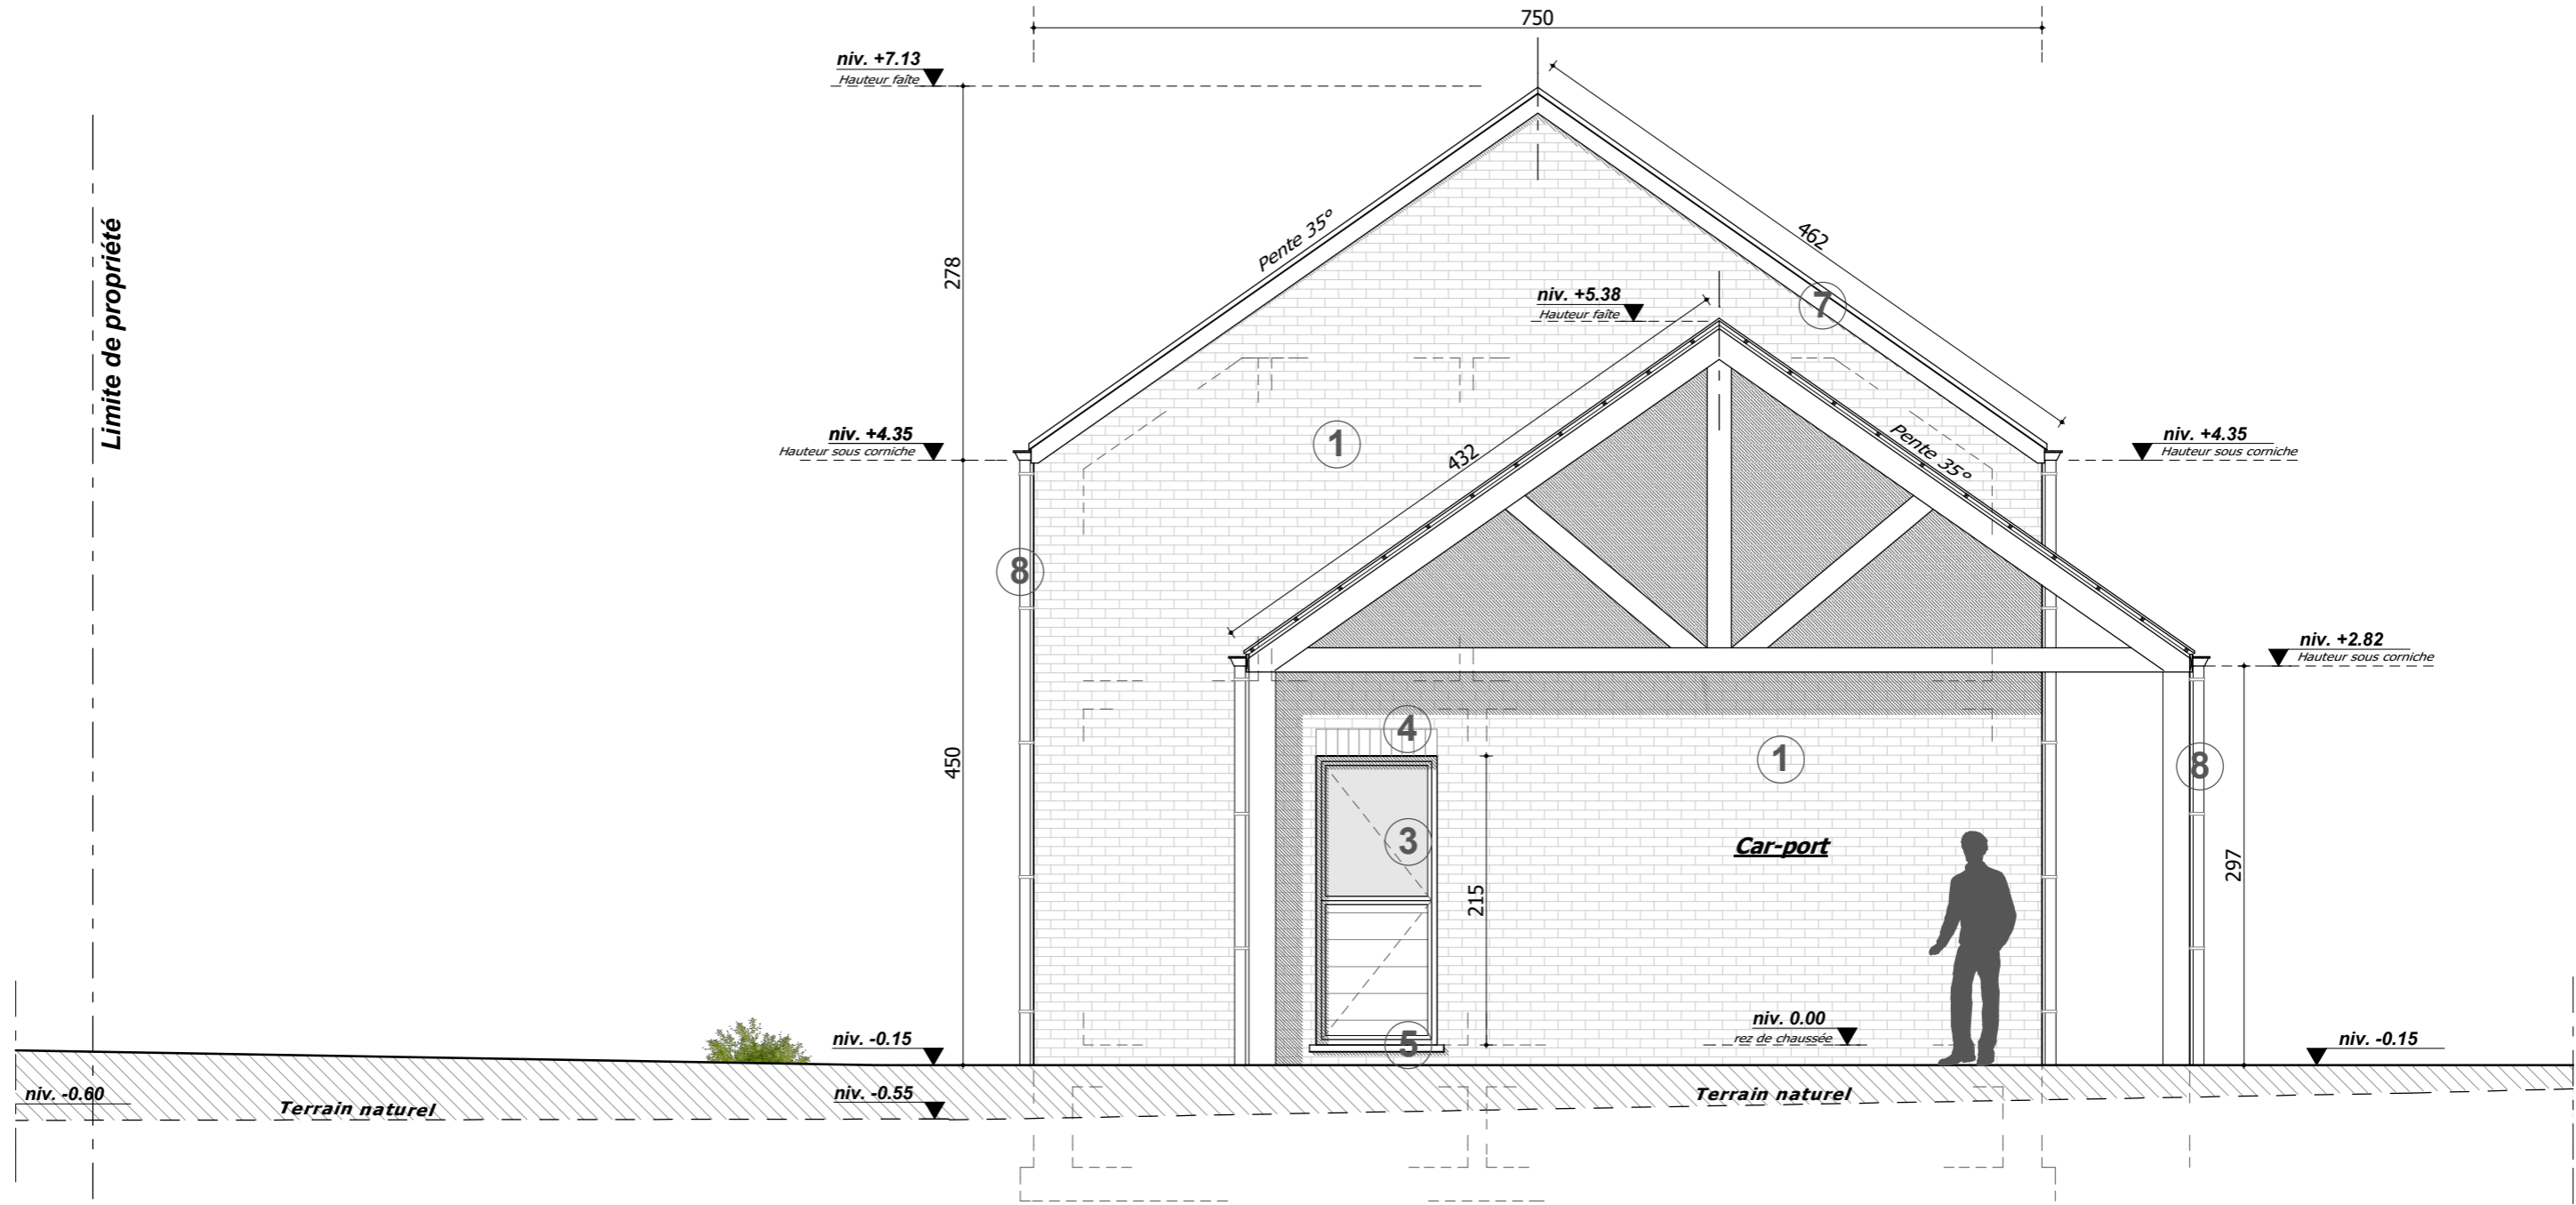 750
niv. +7.13
Hauteur faîte
Limite de propriété
Pente 35°
462
278
7
niv. +5.38
Hauteur faîte
niv. +4.35
Hauteur sous corniche
1
432
Pente 35°
niv. +4.35
Hauteur sous corniche
8
niv. +2.82
Hauteur sous corniche
4
450
1
8
3
Car-port
297
215
niv. 0.00
rez de chaussée
5
niv. -0.15
niv. -0.15
niv. -0.60
niv. -0.55
Terrain naturel
Terrain naturel